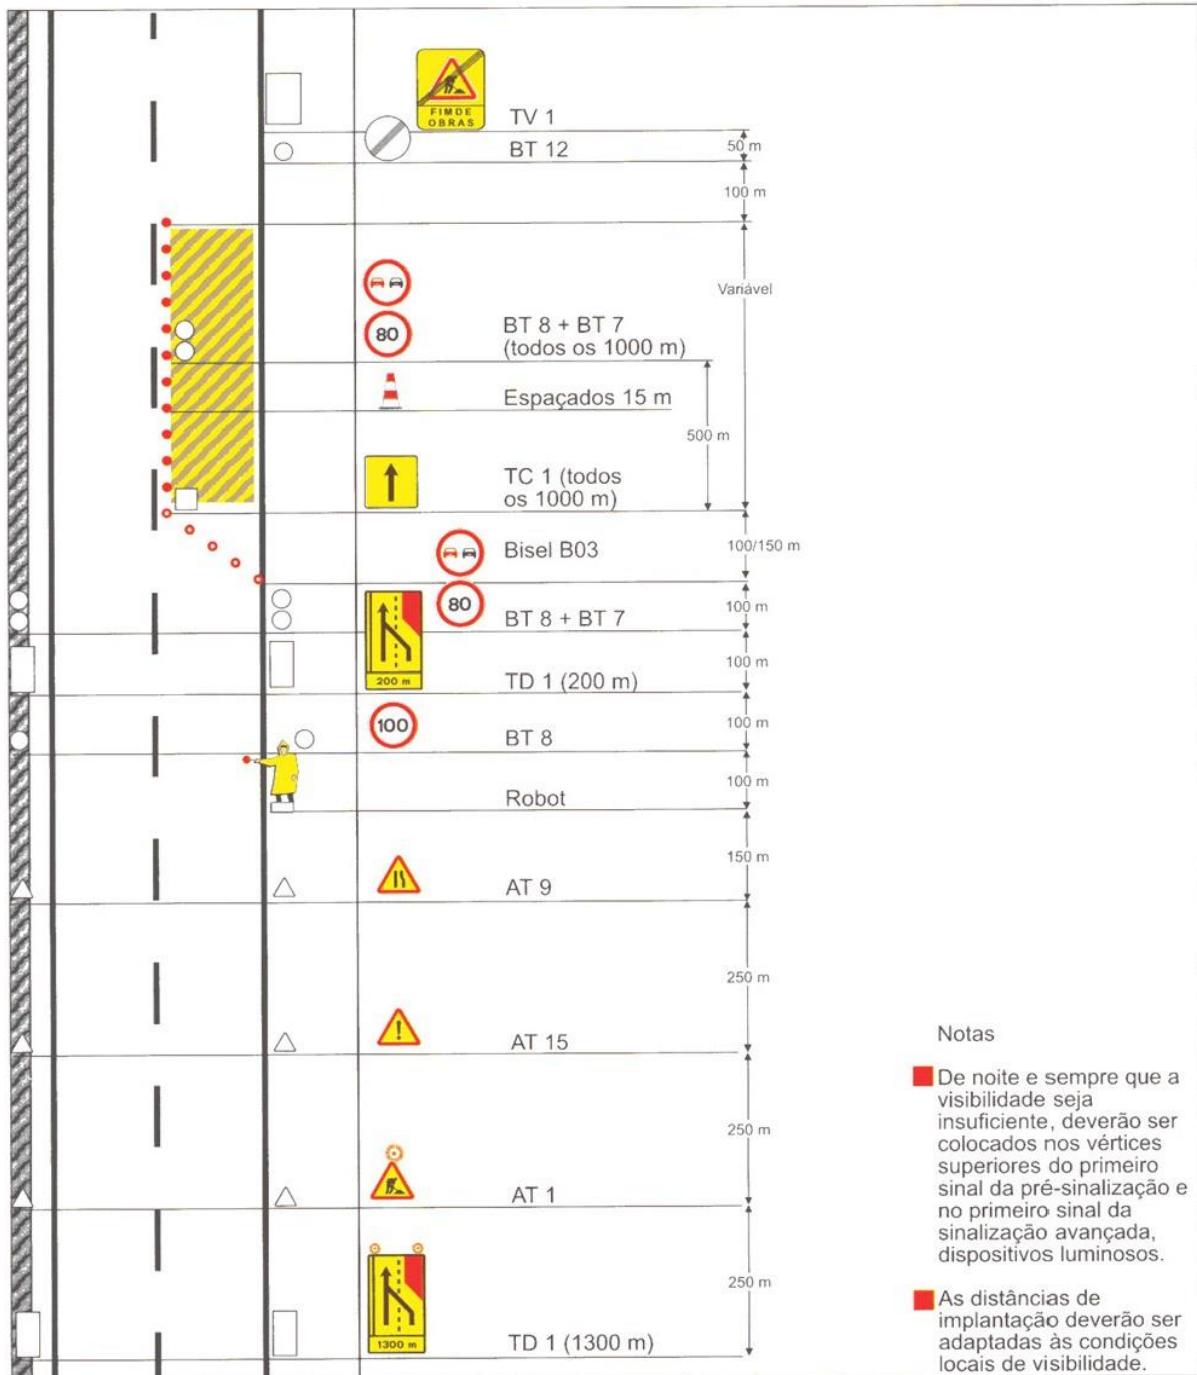 FIM DE
OBRAS
TV 1
BT 12
50 m
100 m
Variável
80
BT 8 + BT 7
(todos os 1000 m)
Espaçados 15 m
500 m
TC 1 (todos
os 1000 m)
Bisel B03
100/150 m
80
BT 8 + BT 7
100 m
100 m
200 m
TD 1 (200 m)
100
BT 8
100 m
100 m
Robot
150 m
AT 9
250 m
AT 15
250 m
AT 1
250 m
1300 m
TD 1 (1300 m)
Notas
De noite e sempre que a
visibilidade seja
insuficiente, deverão ser
colocados nos vértices
superiores do primeiro
sinal da pré-sinalização e
no primeiro sinal da
sinalização avançada,
dispositivos luminosos.
As distâncias de
implantação deverão ser
adaptadas às condições
locais de visibilidade.